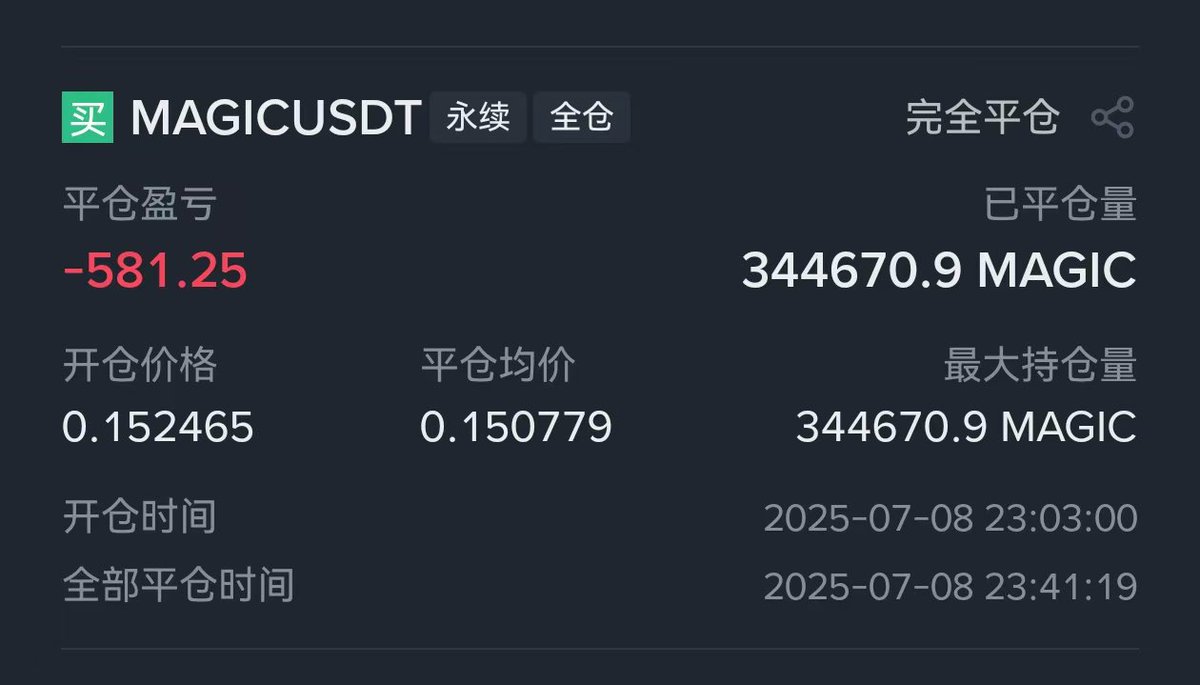 买 MAGICUSDT 永续 全仓 完全平仓
平仓盈亏 已平仓量
-581.25 344670.9 MAGIC
开仓价格 平仓均价 最大持仓量
0.152465 0.150779 344670.9 MAGIC
开仓时间 2025-07-08 23:03:00
全部平仓时间 2025-07-08 23:41:19